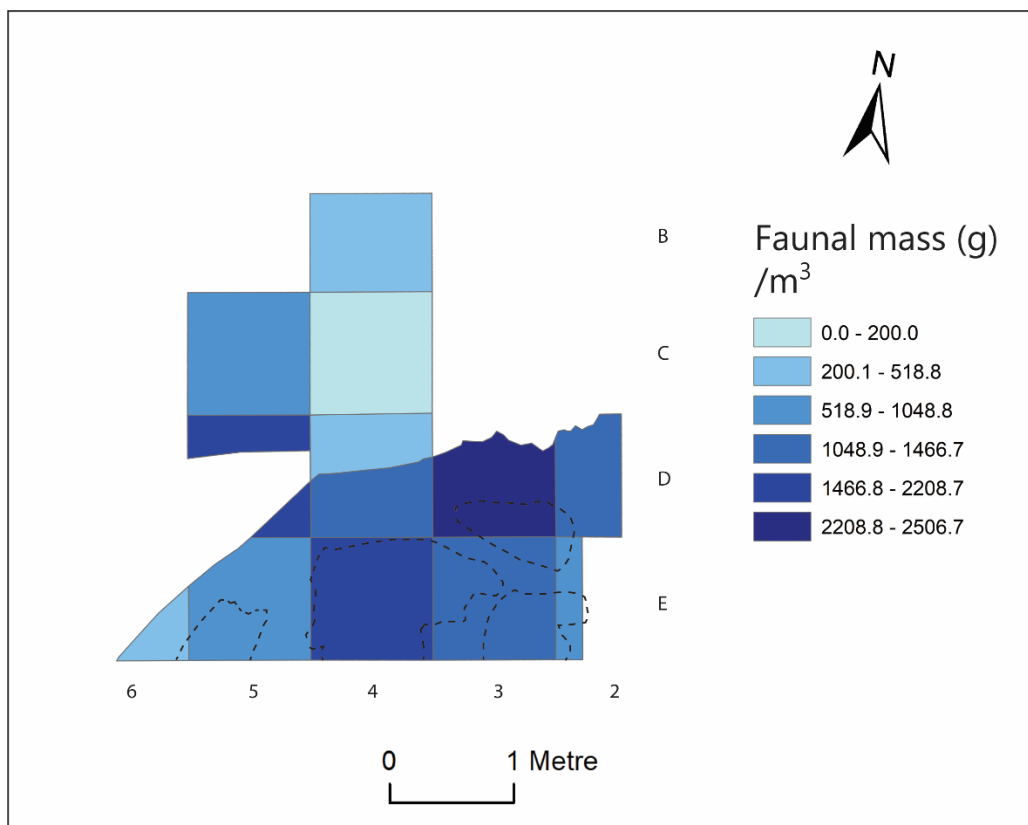 N
B
C
D
E
6 5 4 3 2
0 1 Metre
Faunal mass (g)
/m³
0.0 - 200.0
200.1 - 518.8
518.9 - 1048.8
1048.9 - 1466.7
1466.8 - 2208.7
2208.8 - 2506.7